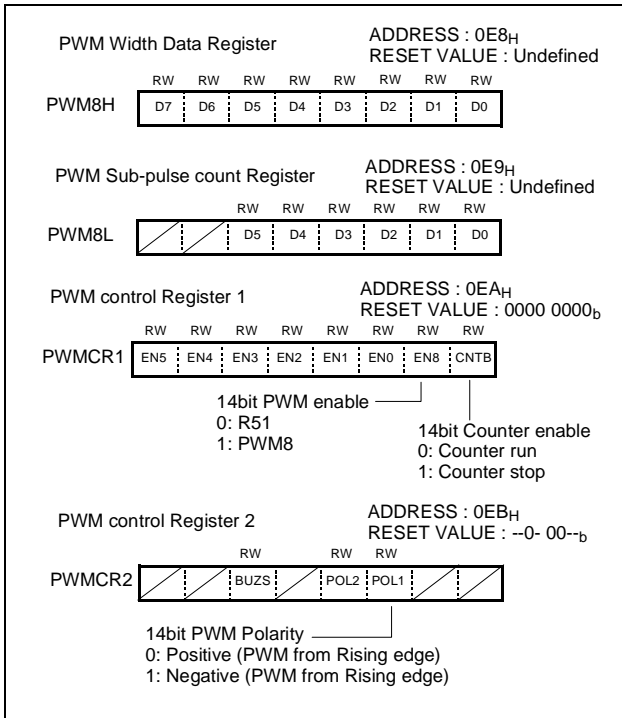 PWM Width Data Register
ADDRESS : 0E8H
RESET VALUE : Undefined
RW RW RW RW RW RW RW RW
PWM8H D7 D6 D5 D4 D3 D2 D1 D0
PWM Sub-pulse count Register
ADDRESS : 0E9H
RESET VALUE : Undefined
RW RW RW RW RW RW
PWM8L D5 D4 D3 D2 D1 D0
PWM control Register 1
ADDRESS : 0EAH
RESET VALUE : 0000 0000b
RW RW RW RW RW RW RW RW
PWMCR1 EN5 EN4 EN3 EN2 EN1 EN0 EN8 CNTB
14bit PWM enable
0: R51
1: PWM8
14bit Counter enable
0: Counter run
1: Counter stop
PWM control Register 2
ADDRESS : 0EBH
RESET VALUE : --0- 00--b
RW RW RW
PWMCR2 BUZS POL2 POL1
14bit PWM Polarity
0: Positive (PWM from Rising edge)
1: Negative (PWM from Rising edge)